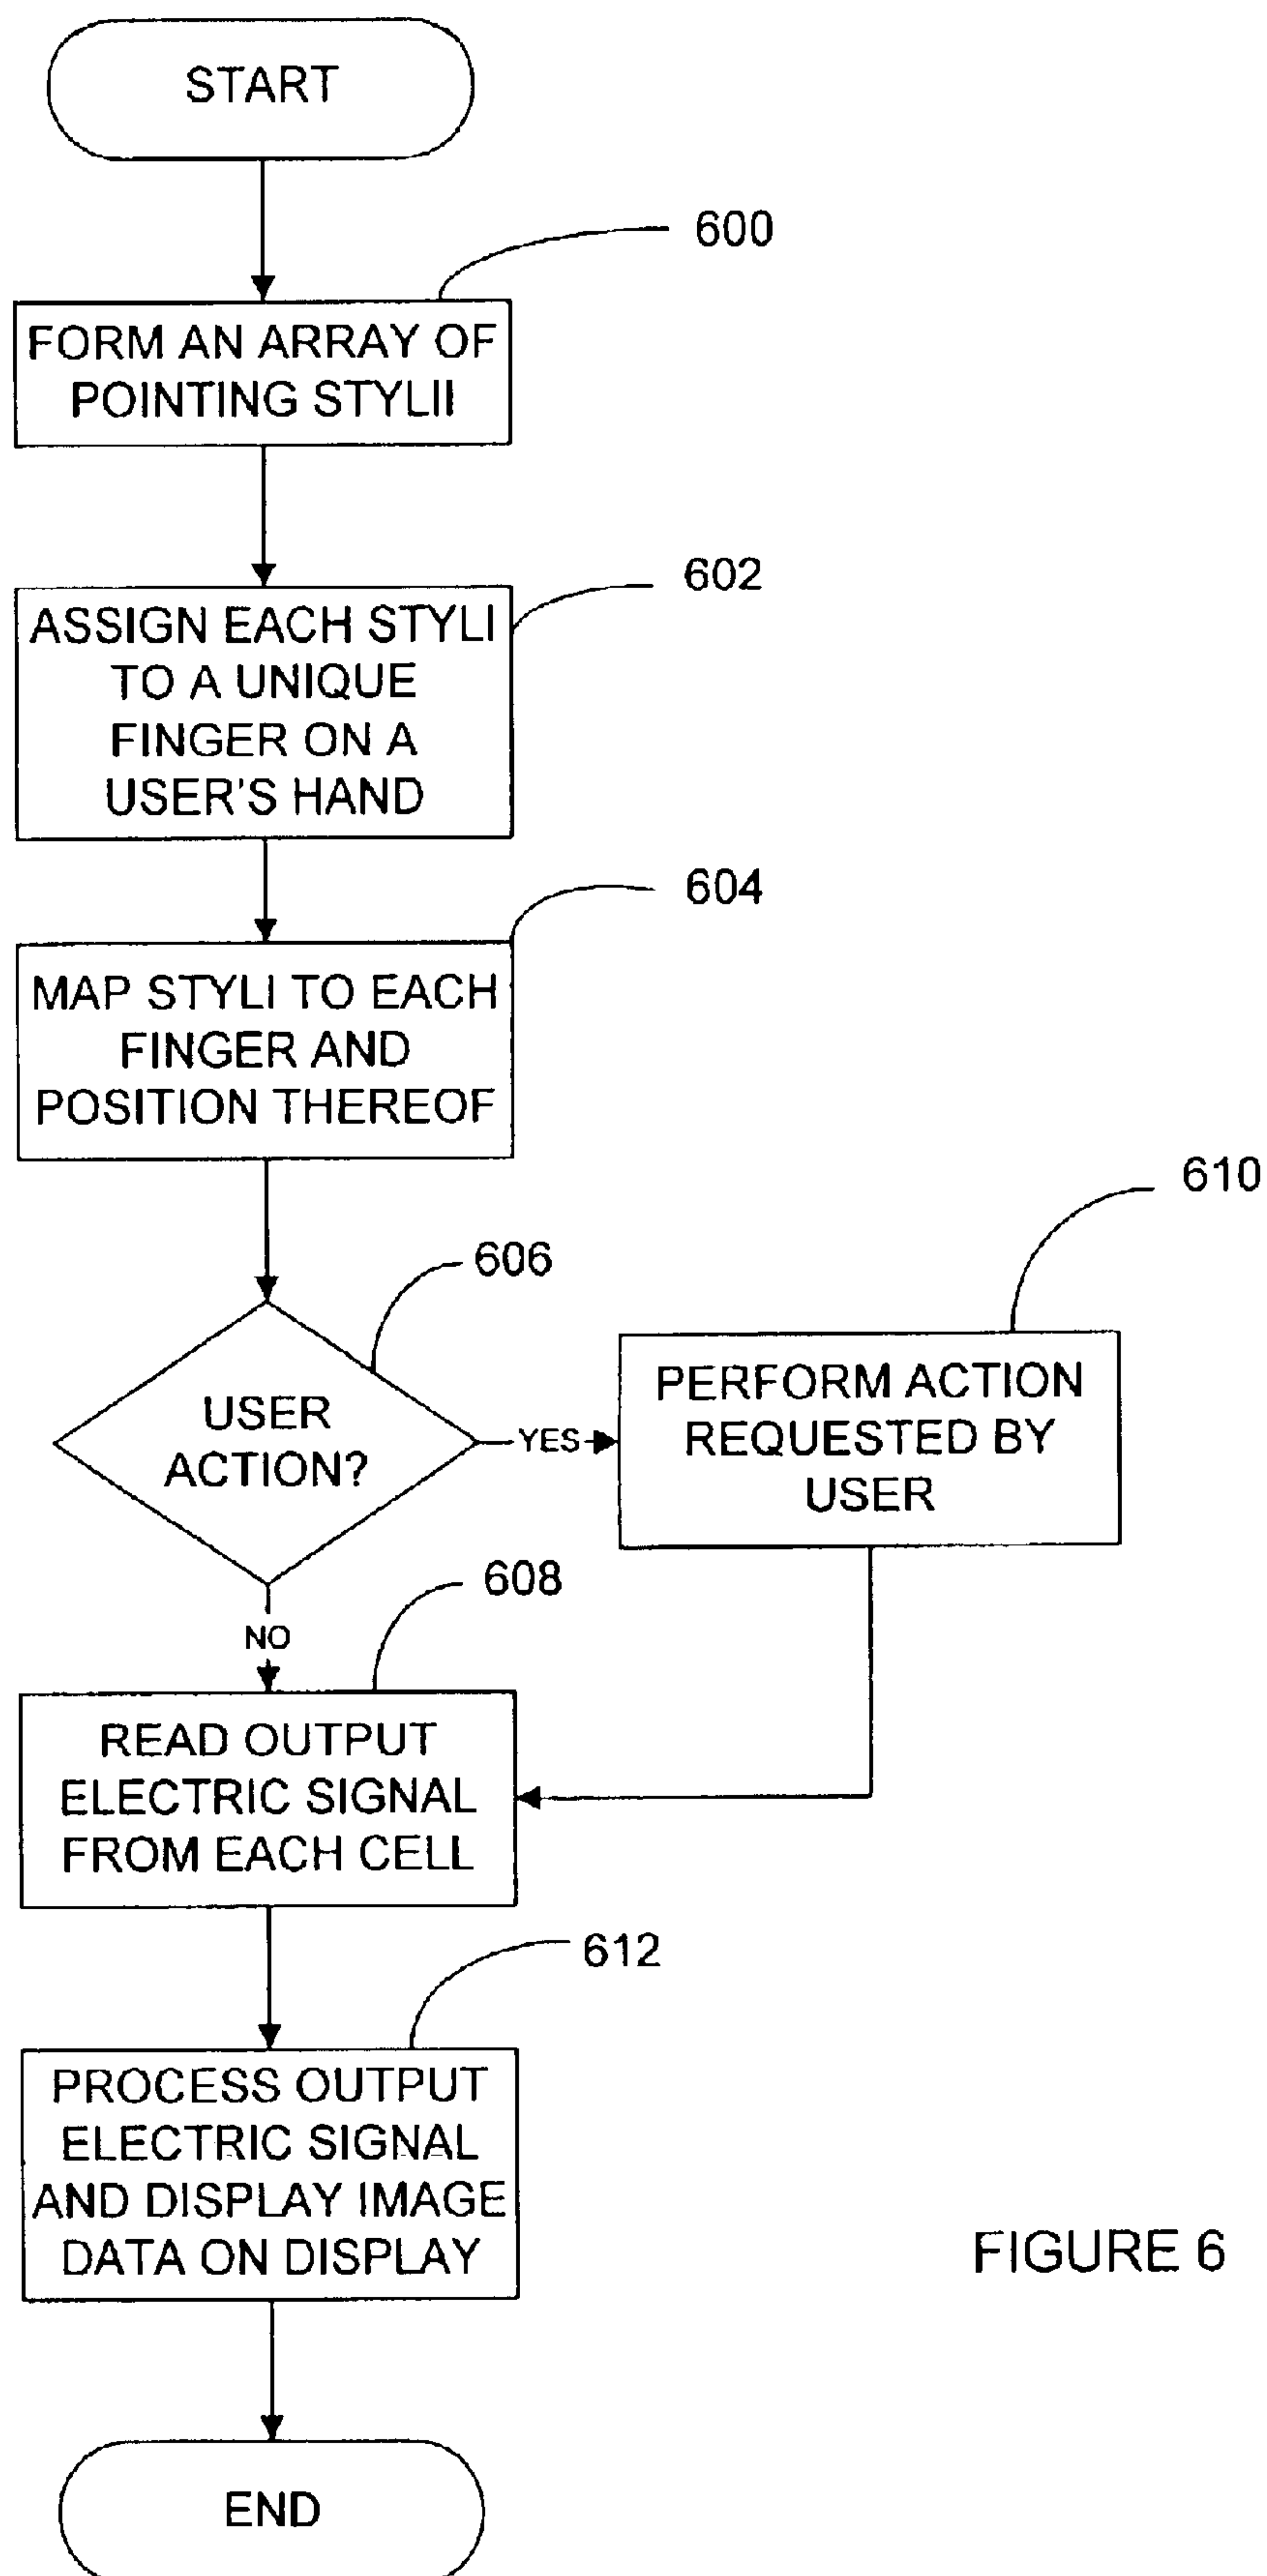 START
600
FORM AN ARRAY OF
POINTING STYLII
602
ASSIGN EACH STYLI
TO A UNIQUE
FINGER ON A
USER'S HAND
604
MAP STYLI TO EACH
FINGER AND
POSITION THEREOF
606
USER
ACTION?
YES
610
PERFORM ACTION
REQUESTED BY
USER
NO
608
READ OUTPUT
ELECTRIC SIGNAL
FROM EACH CELL
612
PROCESS OUTPUT
ELECTRIC SIGNAL
AND DISPLAY IMAGE
DATA ON DISPLAY
FIGURE 6
END